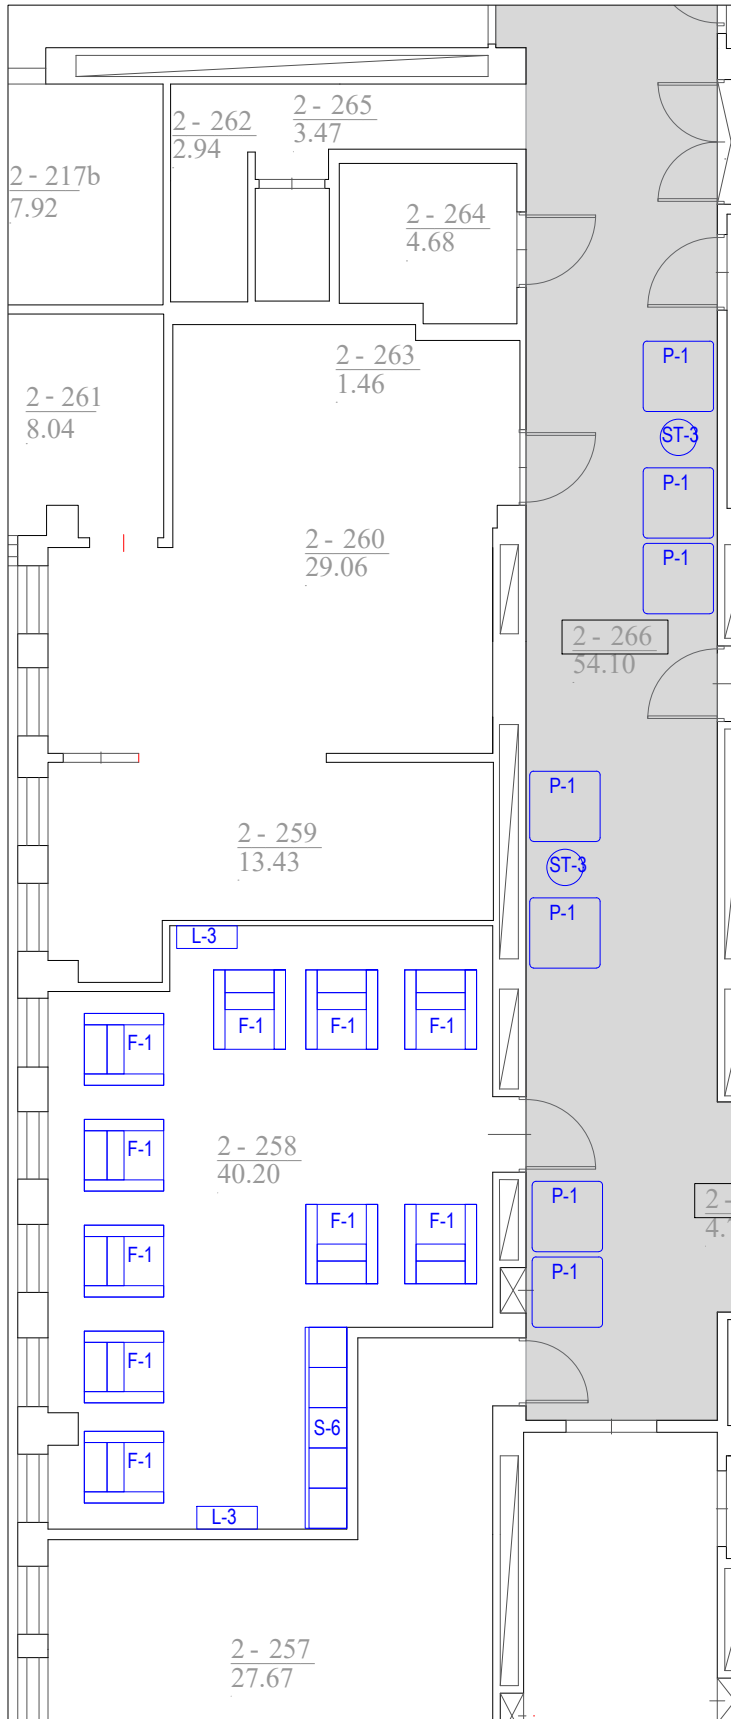 2 - 265
3.47
2 - 262
2.94
2 - 217b
7.92
2 - 264
4.68
2 - 263
1.46
P-1
2 - 261
8.04
ST-3
P-1
2 - 260
29.06
P-1
2 - 266
54.10
P-1
2 - 259
13.43
ST-3
P-1
L-3
F-1
F-1
F-1
F-1
F-1
2 - 258
40.20
P-1
2 -
4.
F-1
F-1
F-1
P-1
F-1
S-6
F-1
L-3
2 - 257
27.67